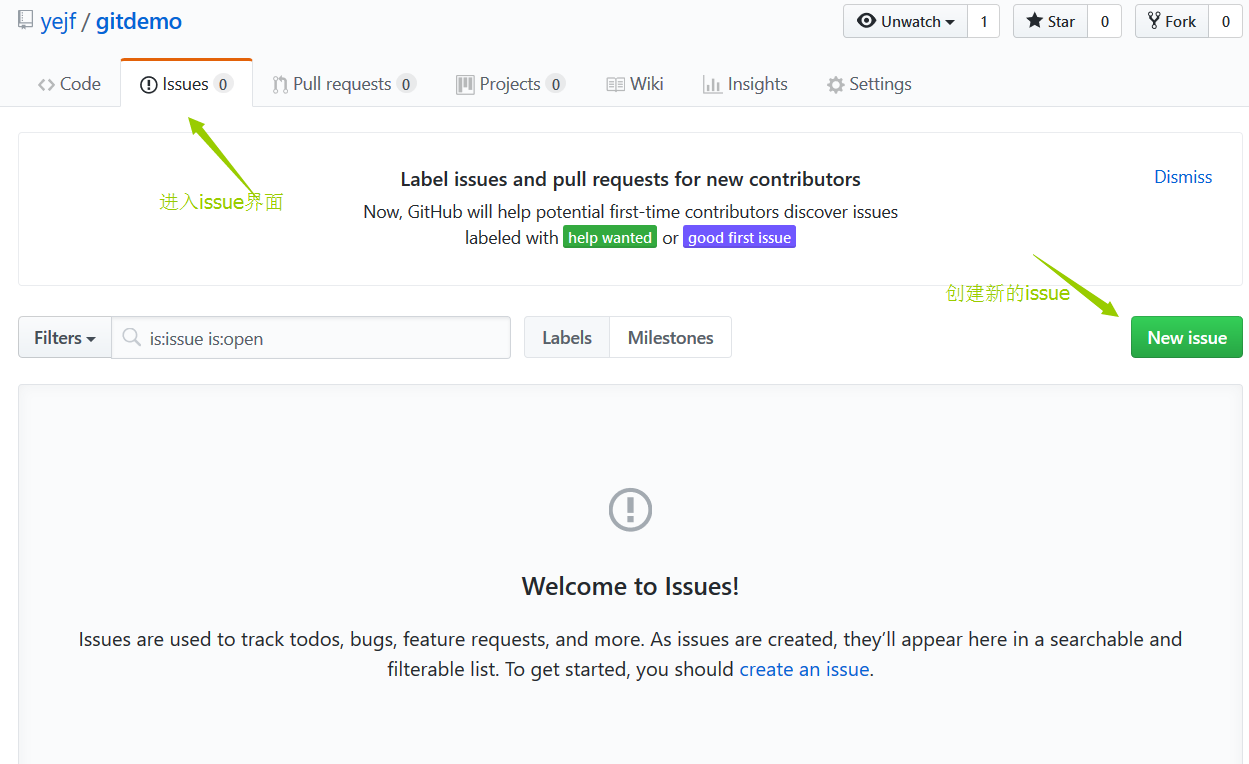 yejf / gitdemo
Unwatch 1 Star 0 Fork 0
Code Issues 0 Pull requests 0 Projects 0 Wiki Insights Settings
Label issues and pull requests for new contributors
Dismiss
进入issue界面
Now, GitHub will help potential first-time contributors discover issues
labeled with help wanted or good first issue
创建新的issue
Filters is:issue is:open Labels Milestones New issue
Welcome to Issues!
Issues are used to track todos, bugs, feature requests, and more. As issues are created, they’ll appear here in a searchable and
filterable list. To get started, you should create an issue.